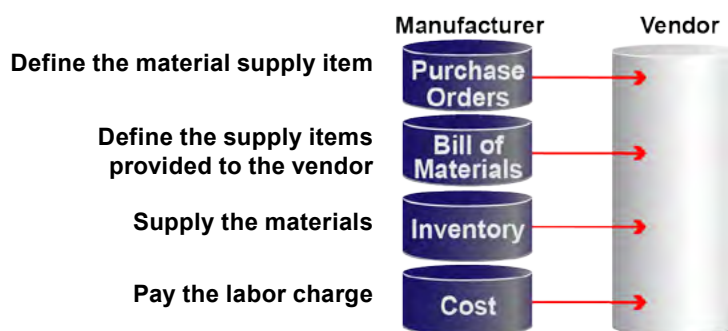 Manufacturer Vendor
Define the material supply item
Purchase
Orders
Define the supply items
provided to the vendor
Bill of
Materials
Supply the materials
Inventory
Pay the labor charge
Cost